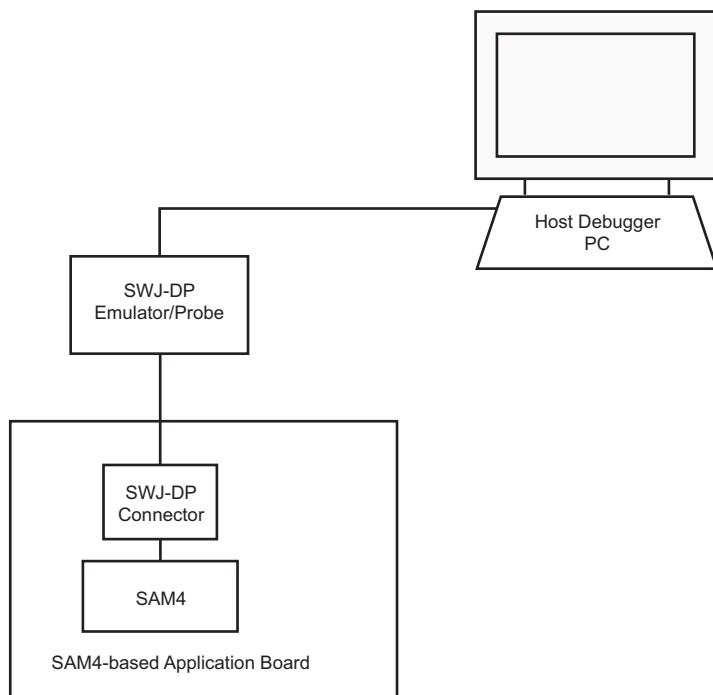 Host Debugger
PC
SWJ-DP
Emulator/Probe
SWJ-DP
Connector
SAM4
SAM4-based Application Board